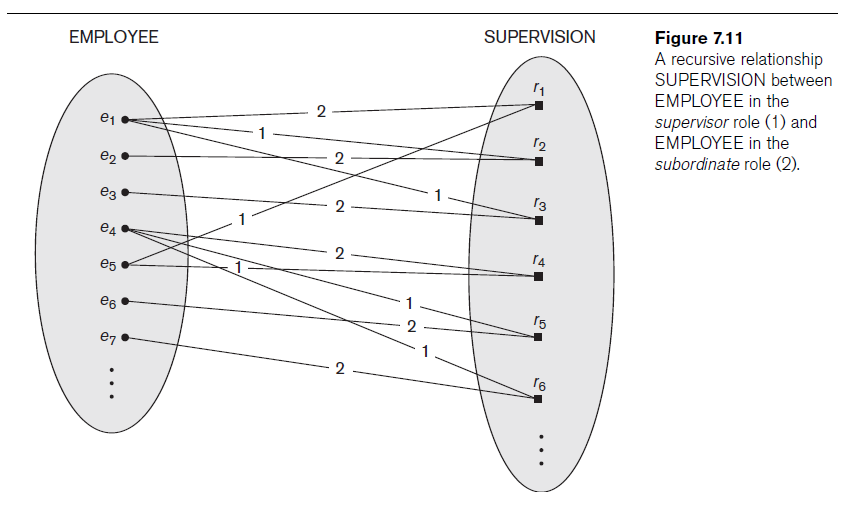 EMPLOYEE
SUPERVISION
Figure 7.11
A recursive relationship
SUPERVISION between
EMPLOYEE in the
supervisor role (1) and
EMPLOYEE in the
subordinate role (2).
e1
e2
e3
e4
e5
e6
e7
2
1
2
1
2
1
2
1
1
2
1
2
r1
r2
r3
r4
r5
r6